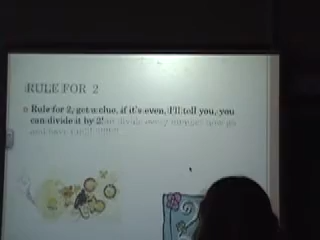 RULE FOR 2
Rule for 2, get a clue, if it's even, I'll tell you, you
can divide it by 2!